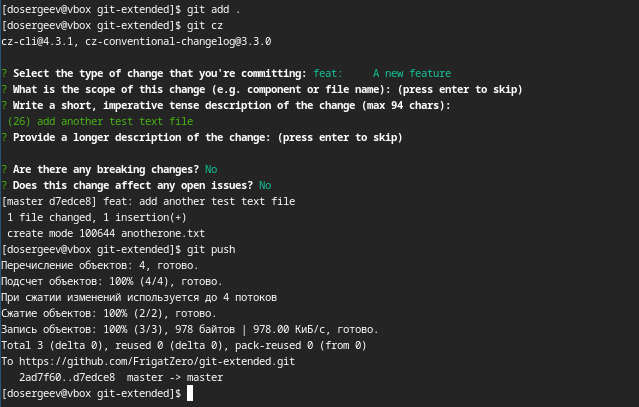 [dosergeev@vbox git-extended]$ git add .
[dosergeev@vbox git-extended]$ git cz
cz-cli@4.3.1, cz-conventional-changelog@3.3.0
? Select the type of change that you're committing: feat:     A new feature
? What is the scope of this change (e.g. component or file name): (press enter to skip)
? Write a short, imperative tense description of the change (max 94 chars):
 (26) add another test text file
? Provide a longer description of the change: (press enter to skip)
? Are there any breaking changes? No
? Does this change affect any open issues? No
[master d7edce8] feat: add another test text file
 1 file changed, 1 insertion(+)
 create mode 100644 anotherone.txt
[dosergeev@vbox git-extended]$ git push
Перечисление объектов: 4, готово.
Подсчет объектов: 100% (4/4), готово.
При сжатии изменений используется до 4 потоков
Сжатие объектов: 100% (2/2), готово.
Запись объектов: 100% (3/3), 978 байтов | 978.00 КиБ/с, готово.
Total 3 (delta 0), reused 0 (delta 0), pack-reused 0 (from 0)
To https://github.com/FrigatZero/git-extended.git
   2ad7f60..d7edce8  master -> master
[dosergeev@vbox git-extended]$